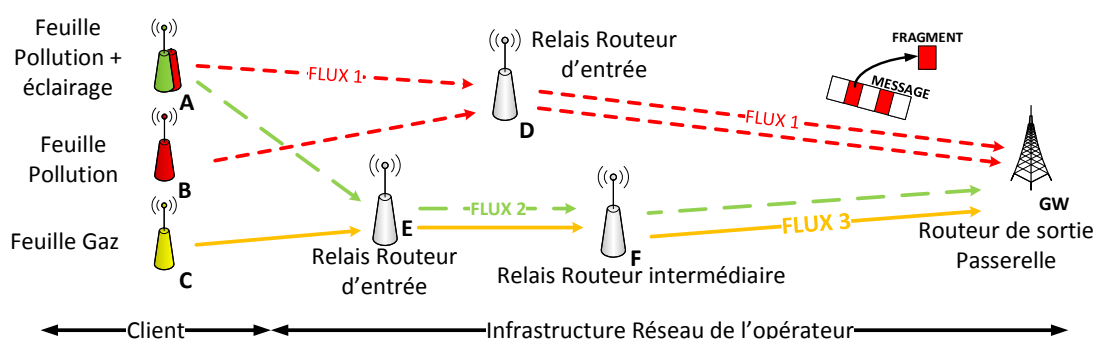 Feuille
Pollution +
éclairage
A
FLUX 1
Relais Routeur
d'entrée
D
FRAGMENT
MESSAGE
FLUX 1
Feuille
Pollution
B
Feuille Gaz
C
E
Relais Routeur
d'entrée
FLUX 2
F
Relais Routeur intermédiaire
FLUX 3
GW
Routeur de sortie
Passerelle
Client
Infrastructure Réseau de l'opérateur